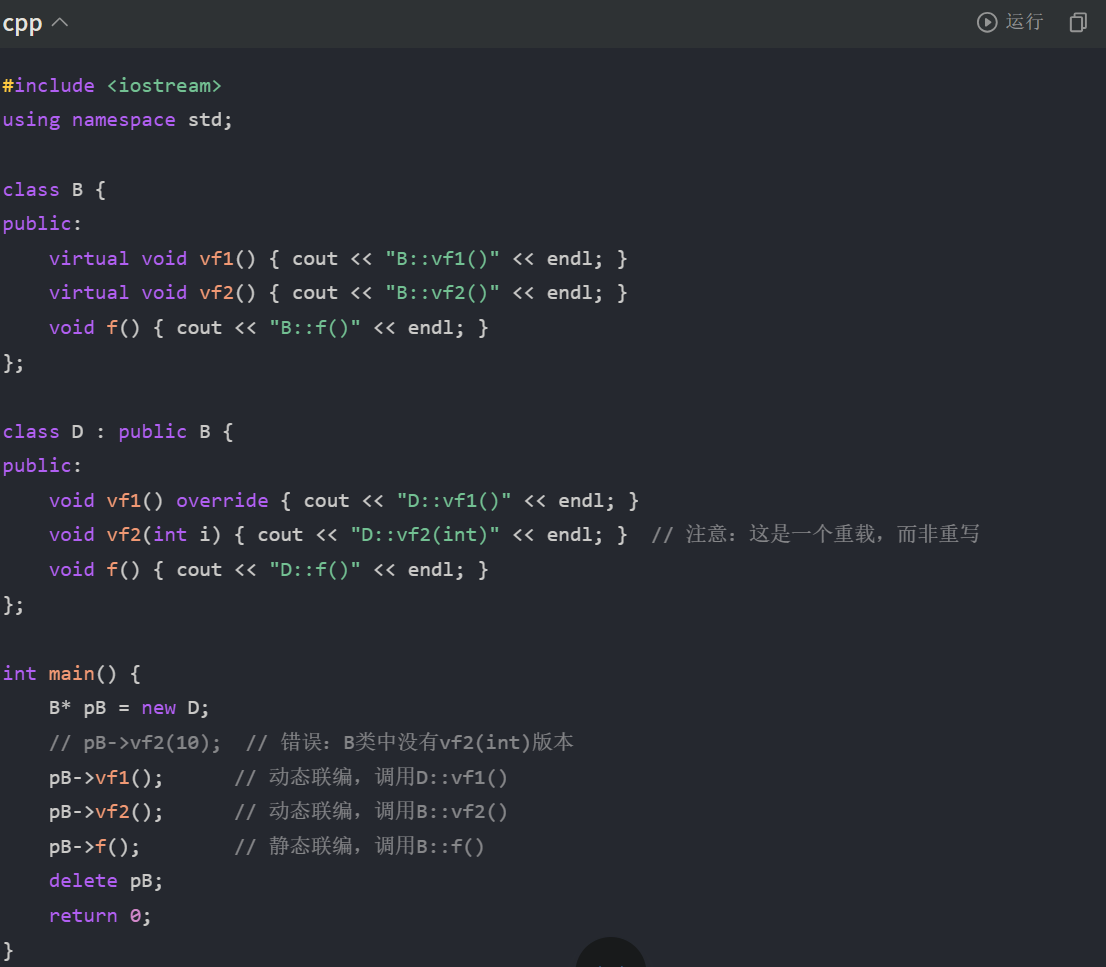 cpp
运行
#include <iostream>
using namespace std;
class B {
public:
    virtual void vf1() { cout << "B::vf1()" << endl; }
    virtual void vf2() { cout << "B::vf2()" << endl; }
    void f() { cout << "B::f()" << endl; }
};
class D : public B {
public:
    void vf1() override { cout << "D::vf1()" << endl; }
    void vf2(int i) { cout << "D::vf2(int)" << endl; }  // 注意：这是一个重载，而非重写
    void f() { cout << "D::f()" << endl; }
};
int main() {
    B* pB = new D;
    // pB->vf2(10);  // 错误：B类中没有vf2(int)版本
    pB->vf1();      // 动态联编，调用D::vf1()
    pB->vf2();      // 动态联编，调用B::vf2()
    pB->f();        // 静态联编，调用B::f()
    delete pB;
    return 0;
}